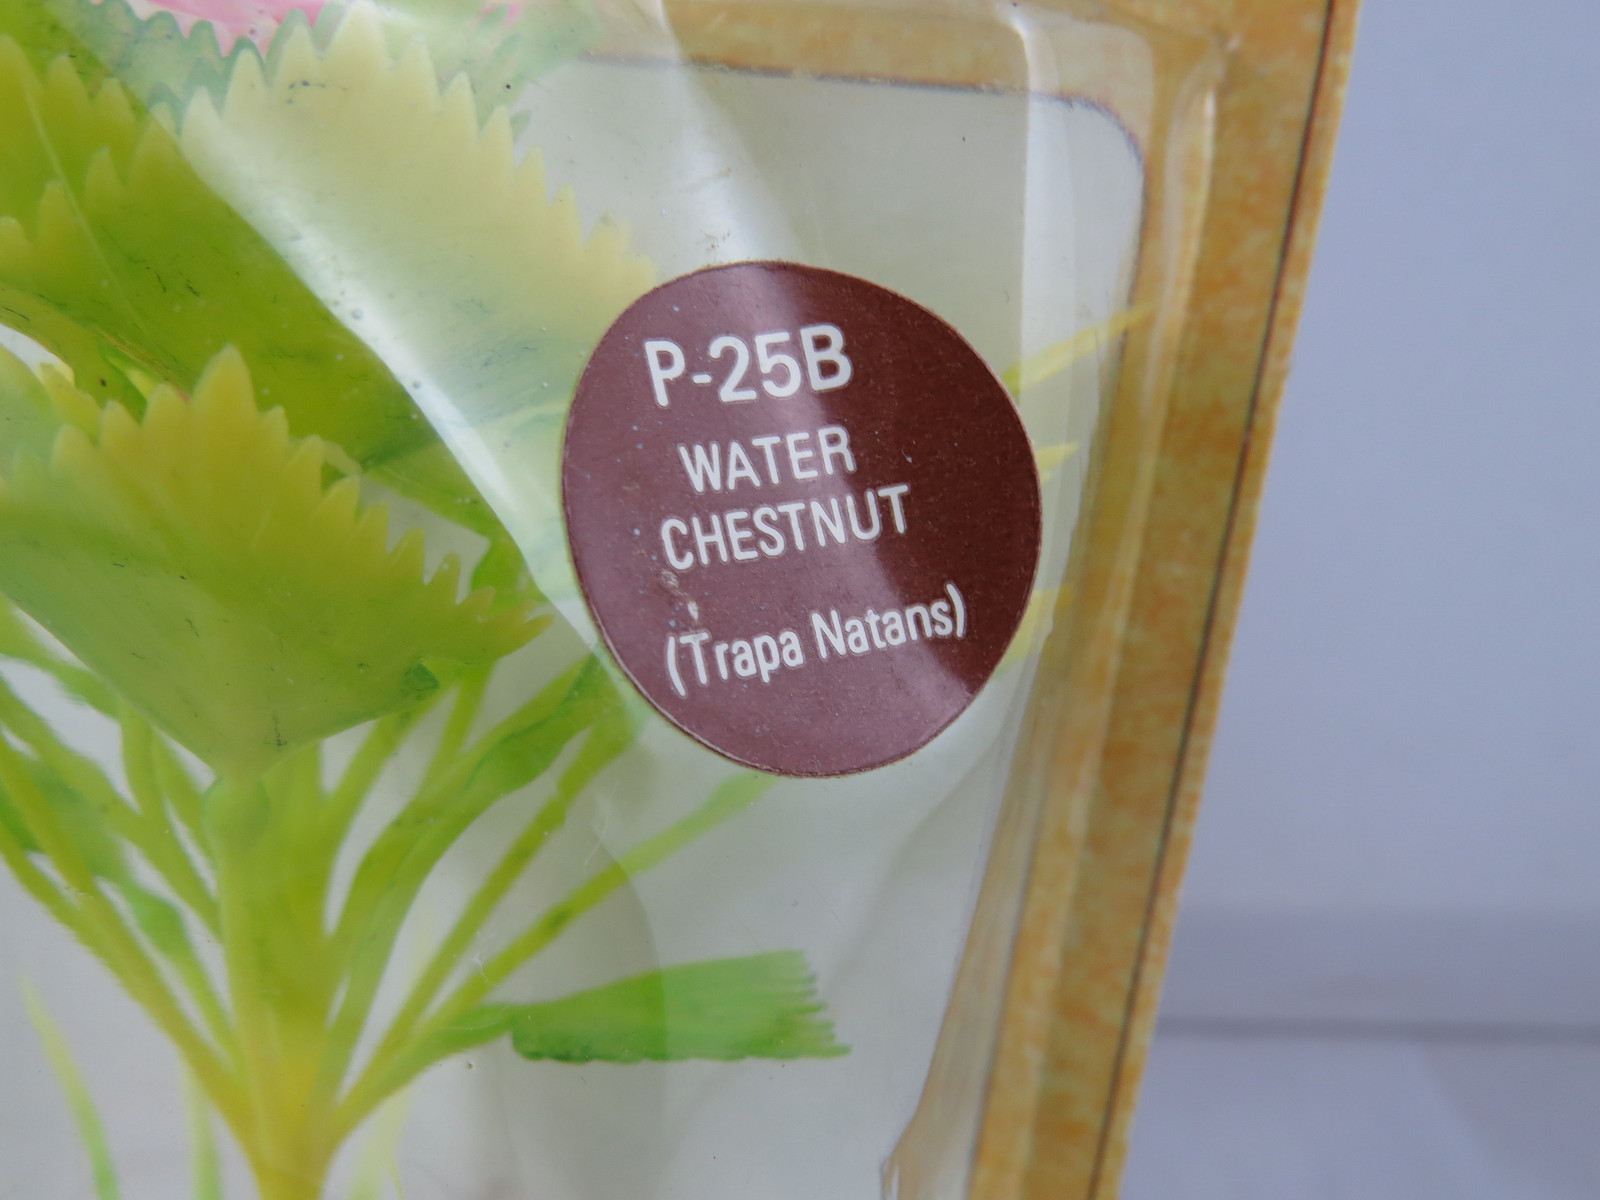 P-25B
WATER
CHESTNUT
(Trapa Natans)